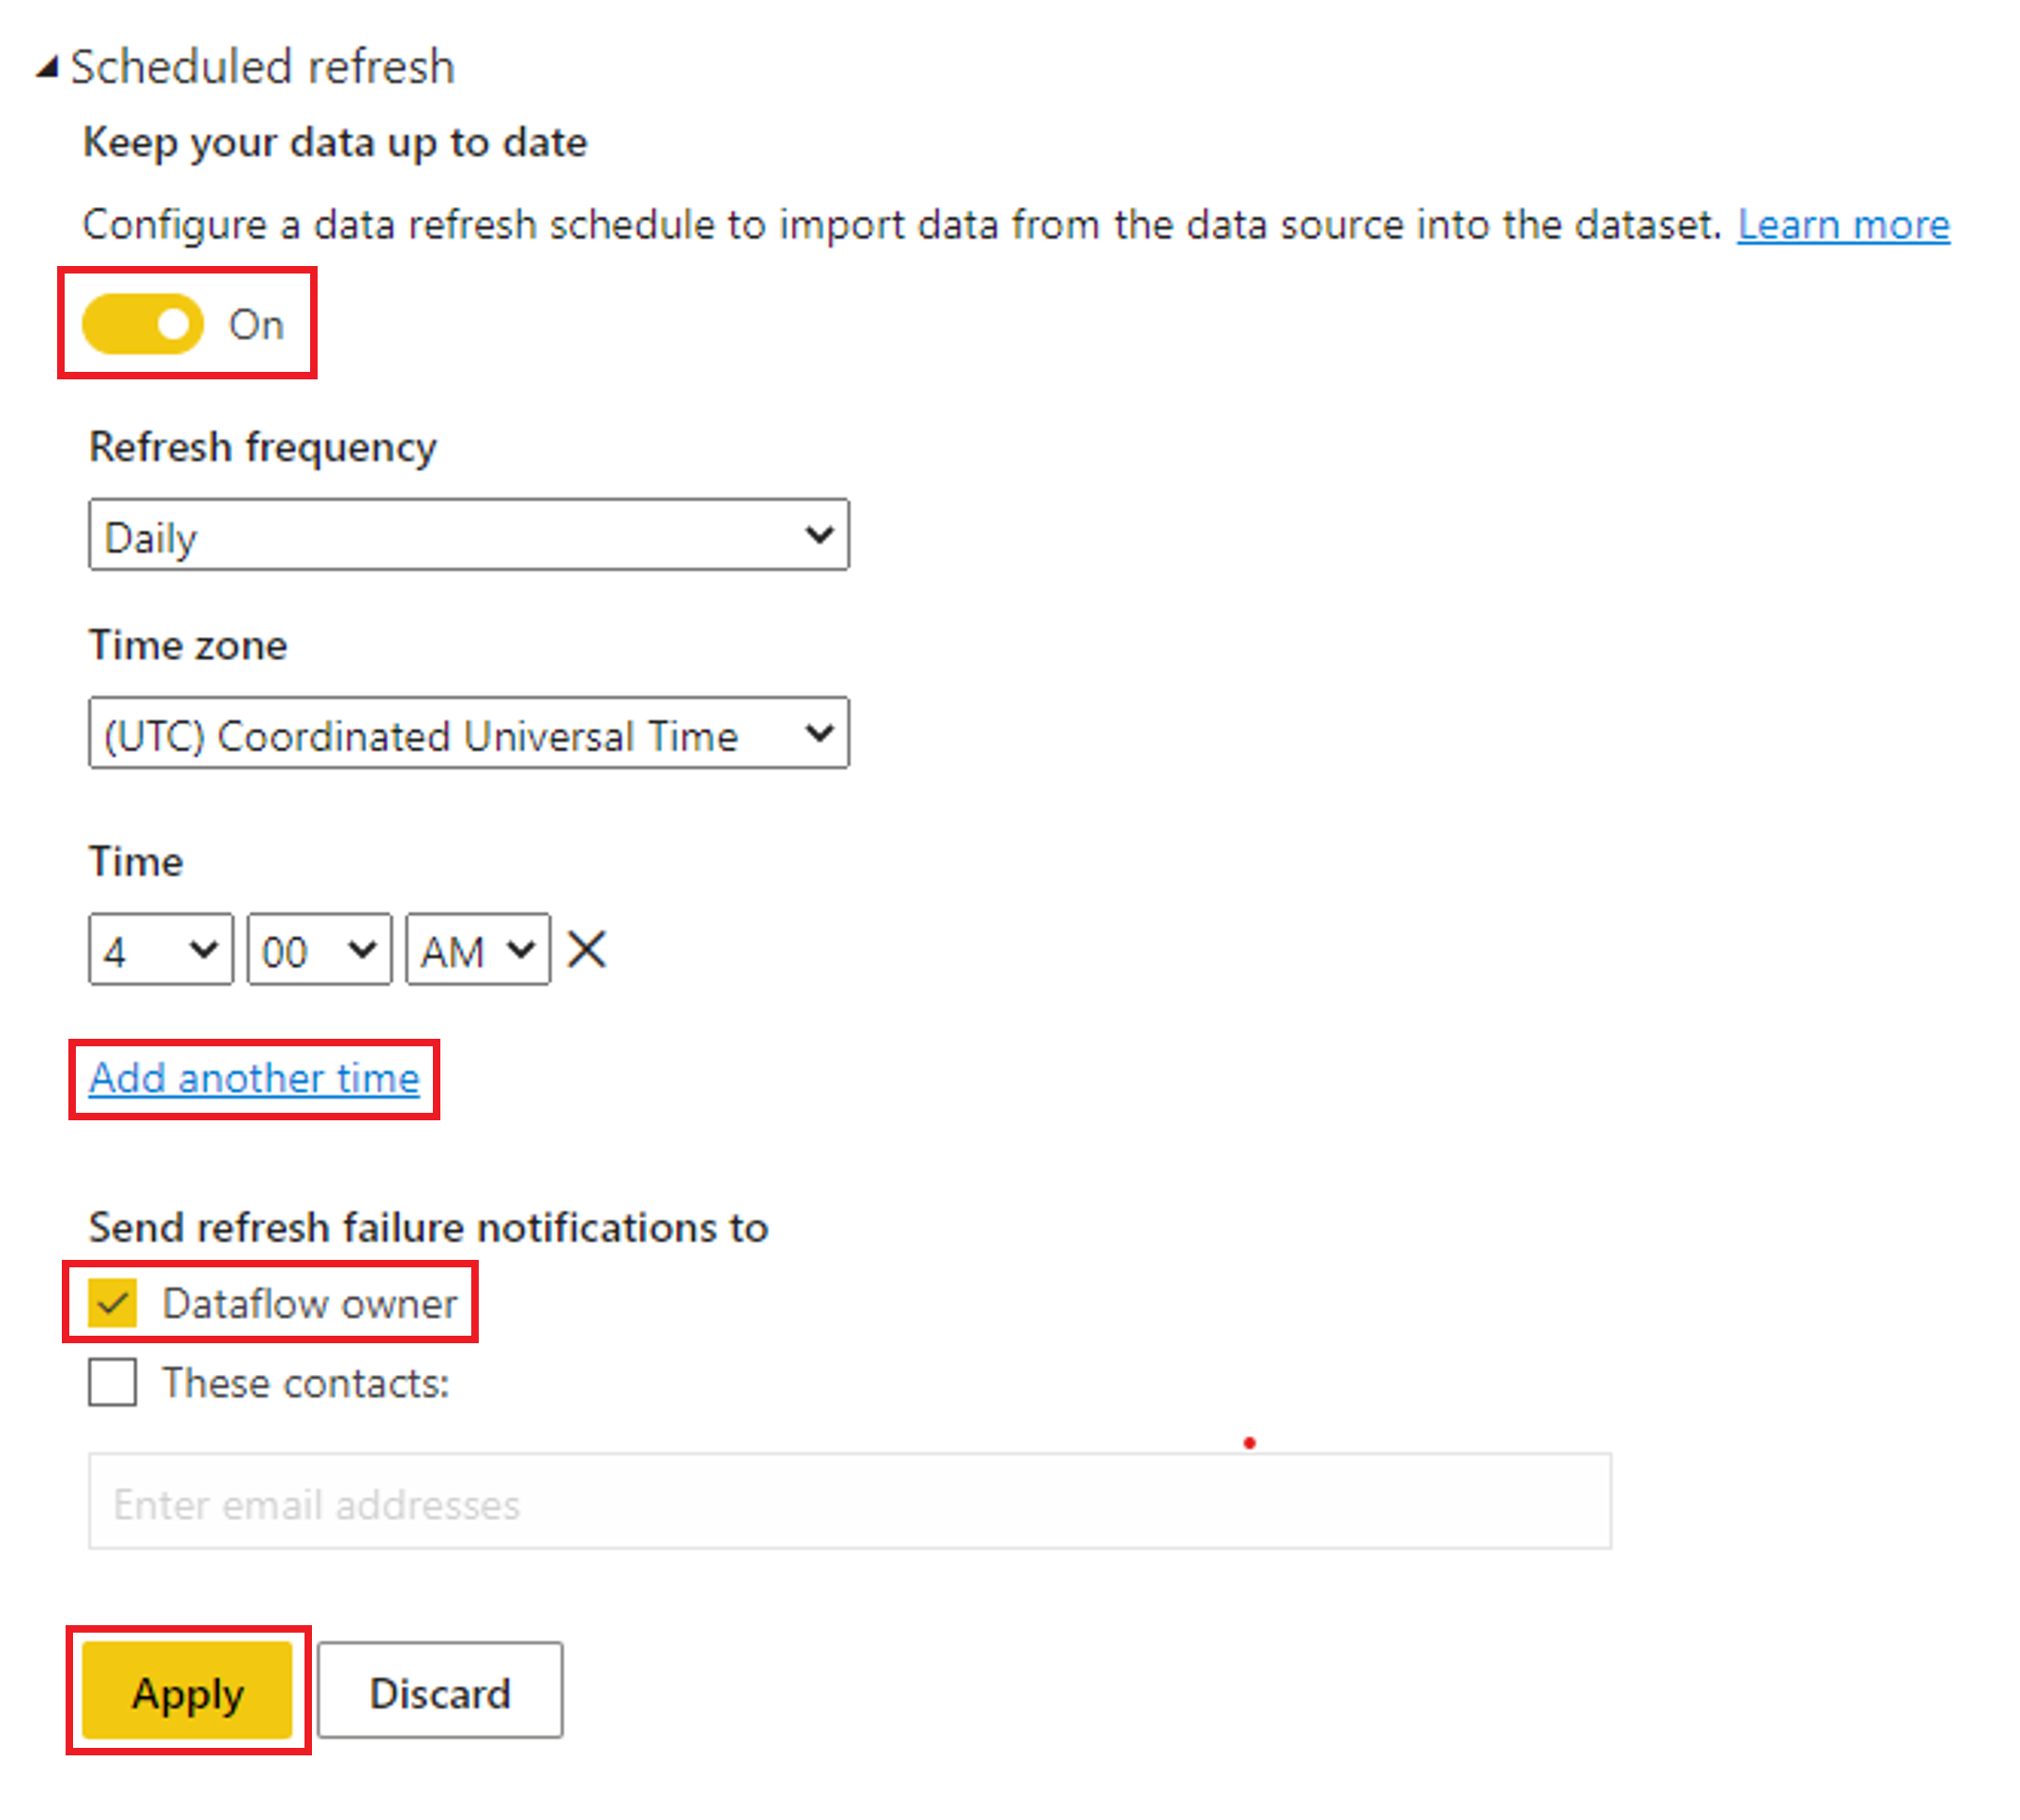 Scheduled refresh
Keep your data up to date
Configure a data refresh schedule to import data from the data source into the dataset. Learn more
On
Refresh frequency
Daily
Time zone
(UTC) Coordinated Universal Time
Time
4 00 AM
Add another time
Send refresh failure notifications to
Dataflow owner
These contacts:
Enter email addresses
Apply Discard